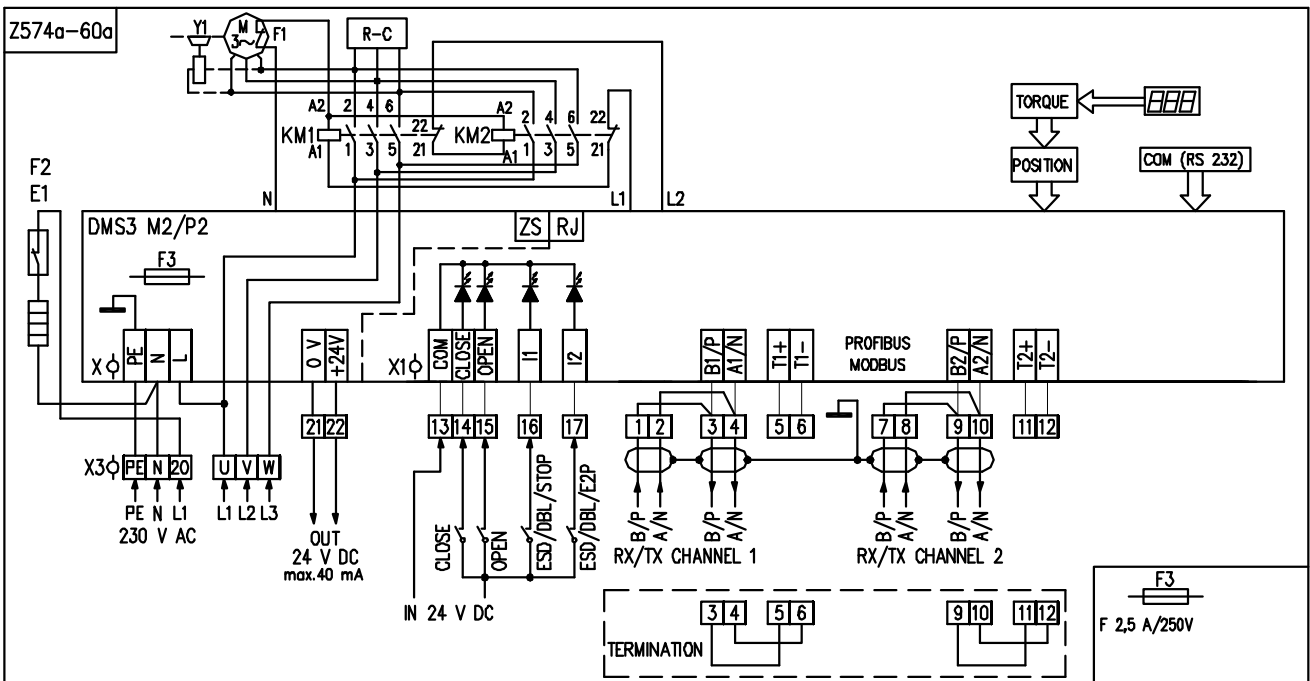 Z574a-60a
Y1
M
3~
F1
R-C
A2 2 4 6
22
A2
2 4 6
22
KM1
KM2
A1 1 3 5 21
A1 1 3 5 21
TORQUE
888
POSITION
COM (RS 232)
F2
E1
N
L1
L2
DMS3 M2/P2
ZS RJ
F3
X
PE N L
0 V +24V
X1
COM CLOSE OPEN
I1
I2
B1/P A1/N
T1+ T1-
PROFIBUS
MODBUS
B2/P A2/N
T2+ T2-
21 22
13 14 15
16
17
1 2
3 4
5 6
7 8
9 10
11 12
X3
PE N 20
U V W
PE N L1
230 V AC
L1 L2 L3
OUT
24 V DC
max.40 mA
CLOSE
OPEN
ESD/DBL/STOP
ESD/DBL/E2P
IN 24 V DC
B/P A/N
B/P A/N
RX/TX CHANNEL 1
B/P A/N
B/P A/N
RX/TX CHANNEL 2
TERMINATION
3 4
5 6
9 10
11 12
F3
F 2,5 A/250V